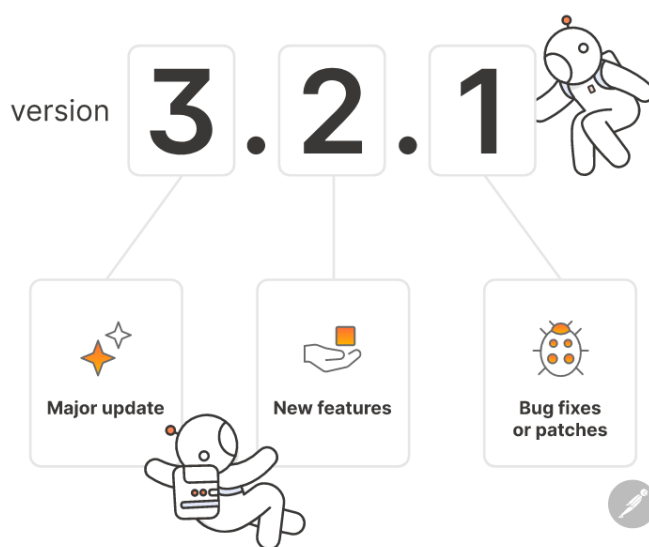 version 3.2.1
Major update
New features
Bug fixes
or patches